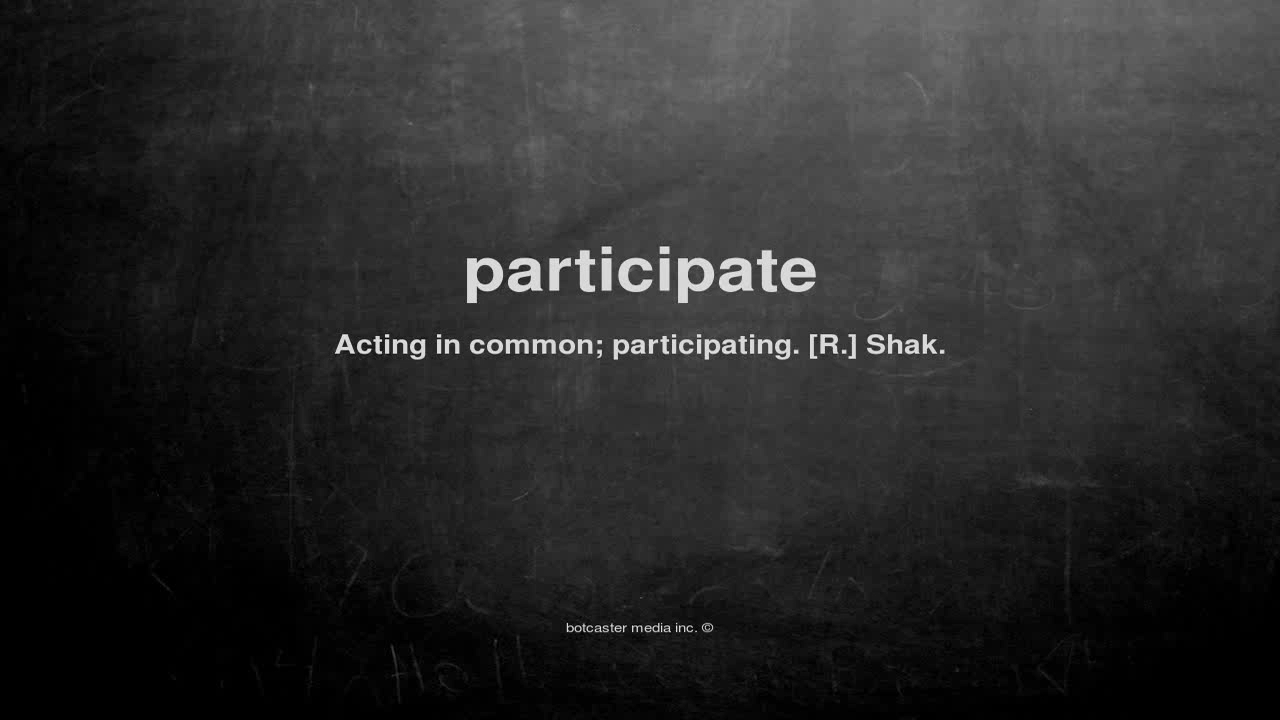 participate
Acting in common; participating. [R.] Shak.
botcaster media inc. ©